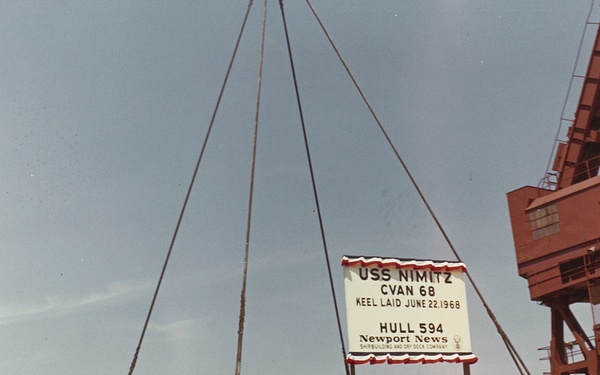 USS NIMITZ
CVAN 68
KEEL LAID JUNE 22,1968
HULL 594
Newport News
SHIPBUILDING AND DRY DOCK COMPANY